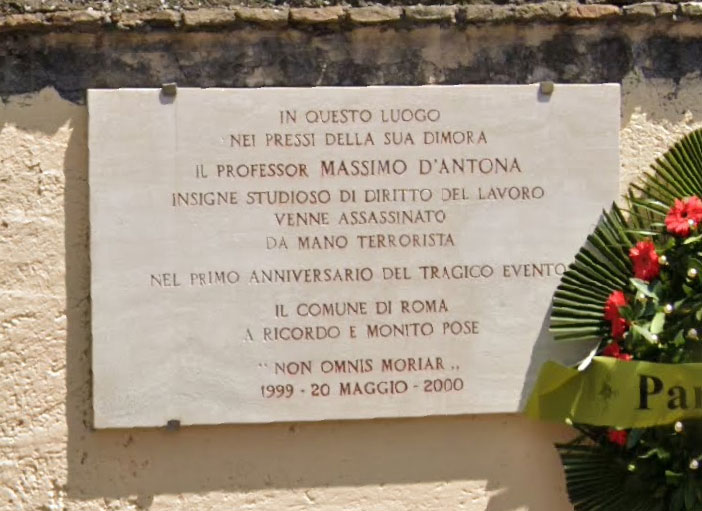 IN QUESTO LUOGO
NEI PRESSI DELLA SUA DIMORA
IL PROFESSOR MASSIMO D'ANTONA
INSIGNE STUDIOSO DI DIRITTO DEL LAVORO
VENNE ASSASSINATO
DA MANO TERRORISTA
NEL PRIMO ANNIVERSARIO DEL TRAGICO EVENTO
IL COMUNE DI ROMA
A RICORDO E MONITO POSE
"NON OMNIS MORIAR„
1999 - 20 MAGGIO - 2000